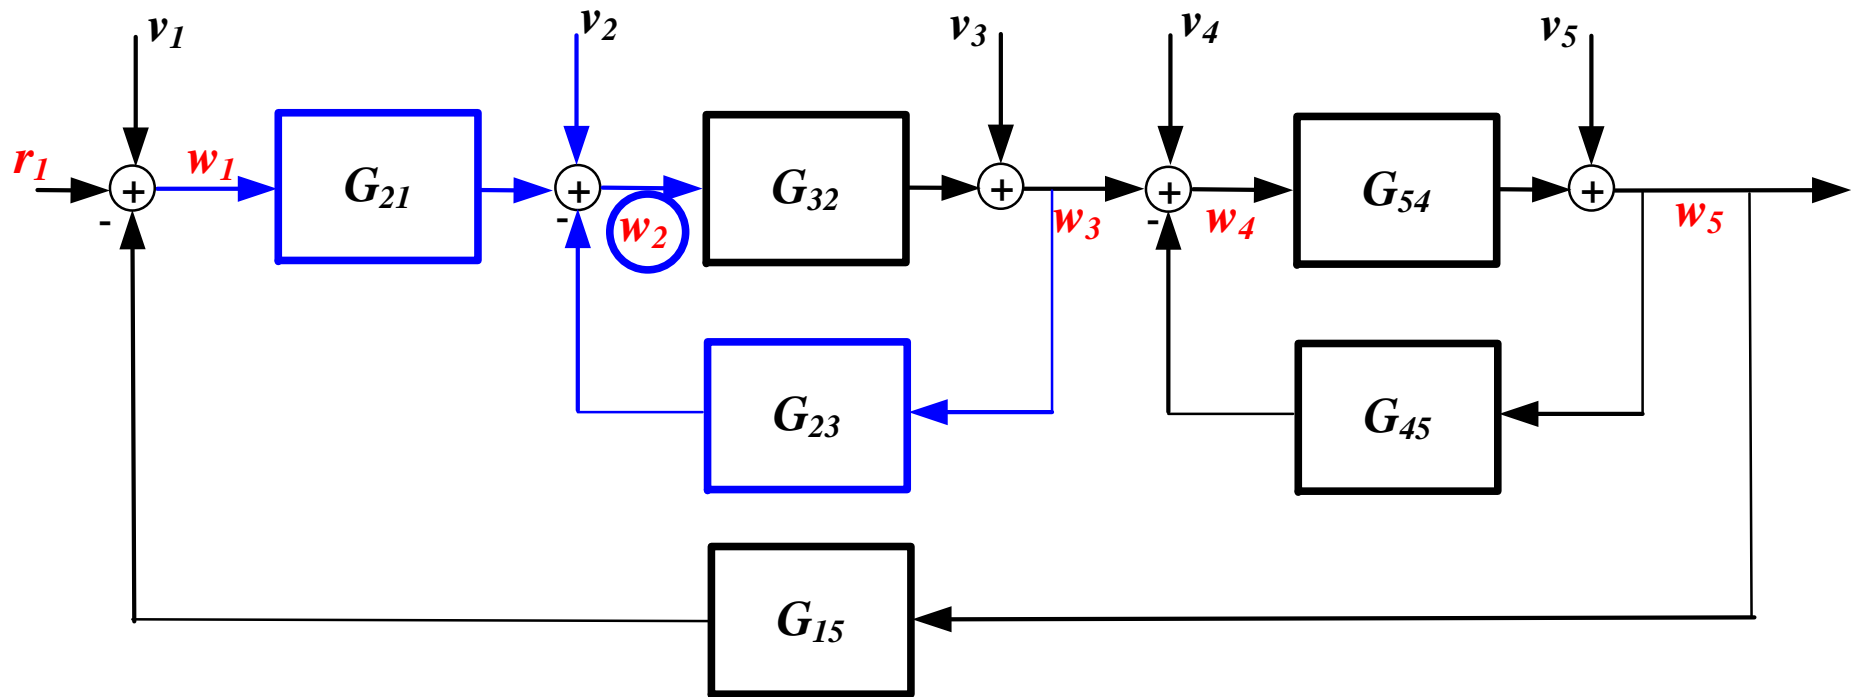 v1 v2 v3 v4 v5
r1 + w1 G21 + G32 + + G54 +
- - w2 w3 - w4 w5
G23 G45
G15